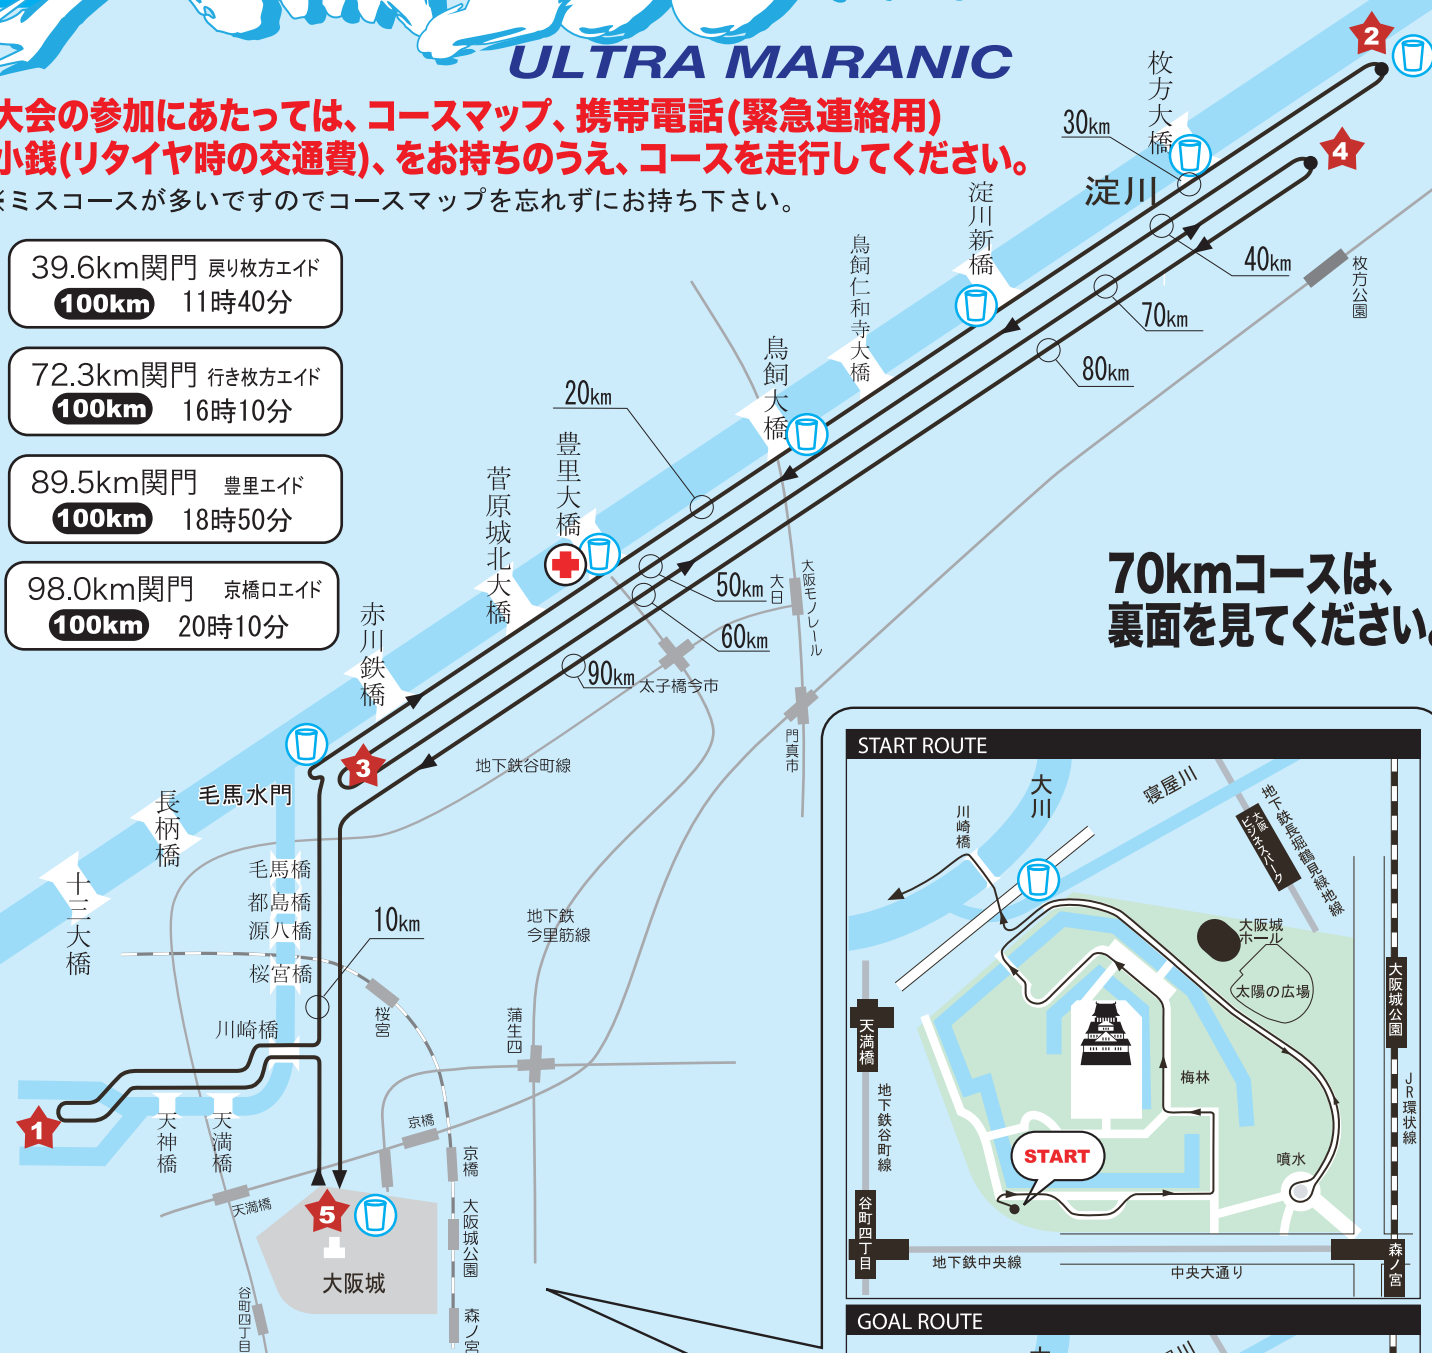 ULTRA MARANIC
大会の参加にあたっては、コースマップ、携帯電話(緊急連絡用)
小銭(リタイヤ時の交通費)、をお持ちのうえ、コースを走行してください。
※ミスコースが多いですのでコースマップを忘れずにお持ち下さい。
39.6km関門 戻り枚方エイド
100km 11時40分
72.3km関門 行き枚方エイド
100km 16時10分
89.5km関門 豊里エイド
100km 18時50分
98.0km関門 京橋口エイド
100km 20時10分
2
枚方大橋
30km
4
淀川
淀川新橋
40km
枚方公園
鳥飼仁和寺大橋
70km
80km
鳥飼大橋
20km
豊里大橋
菅原城北大橋
50km
大日
大阪モノレール
60km
90km
太子橋今市
赤川鉄橋
門真市
地下鉄谷町線
3
毛馬水門
長柄橋
十三大橋
毛馬橋
都島橋
源八橋
桜宮橋
10km
地下鉄
今里筋線
川崎橋
桜宮
蒲生四
1
天神橋
天満橋
京橋
京橋
天満橋
5
大阪城
大阪城公園
谷町四丁目
森ノ宮
70kmコースは、
裏面を見てください。
START ROUTE
大川
寝屋川
川崎橋
大阪
ビジネスパーク
地下鉄長堀鶴見緑地線
大阪城
ホール
太陽の広場
大阪城公園
天満橋
梅林
地下鉄谷町線
JR環状線
START
噴水
谷町四丁目
地下鉄中央線
中央大通り
森ノ宮
GOAL ROUTE